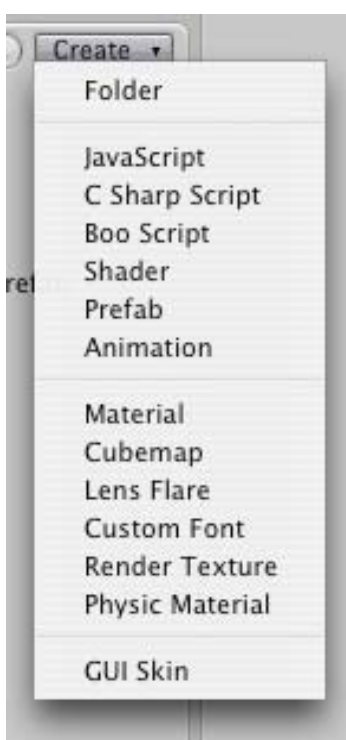 Create
Folder
JavaScript
C Sharp Script
Boo Script
Shader
Prefab
Animation
Material
Cubemap
Lens Flare
Custom Font
Render Texture
Physic Material
GUI Skin